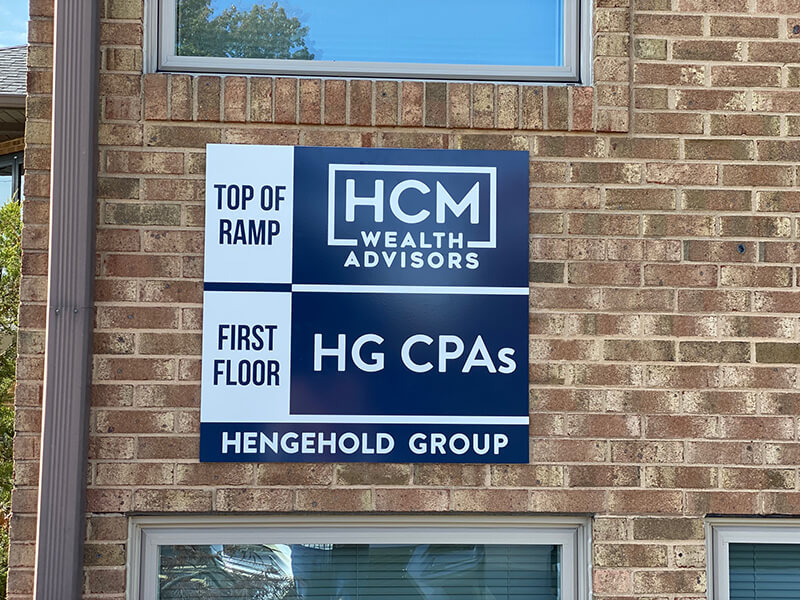 TOP OF
RAMP
HCM
WEALTH
ADVISORS
FIRST
FLOOR
HG CPAs
HENGEHOLD GROUP